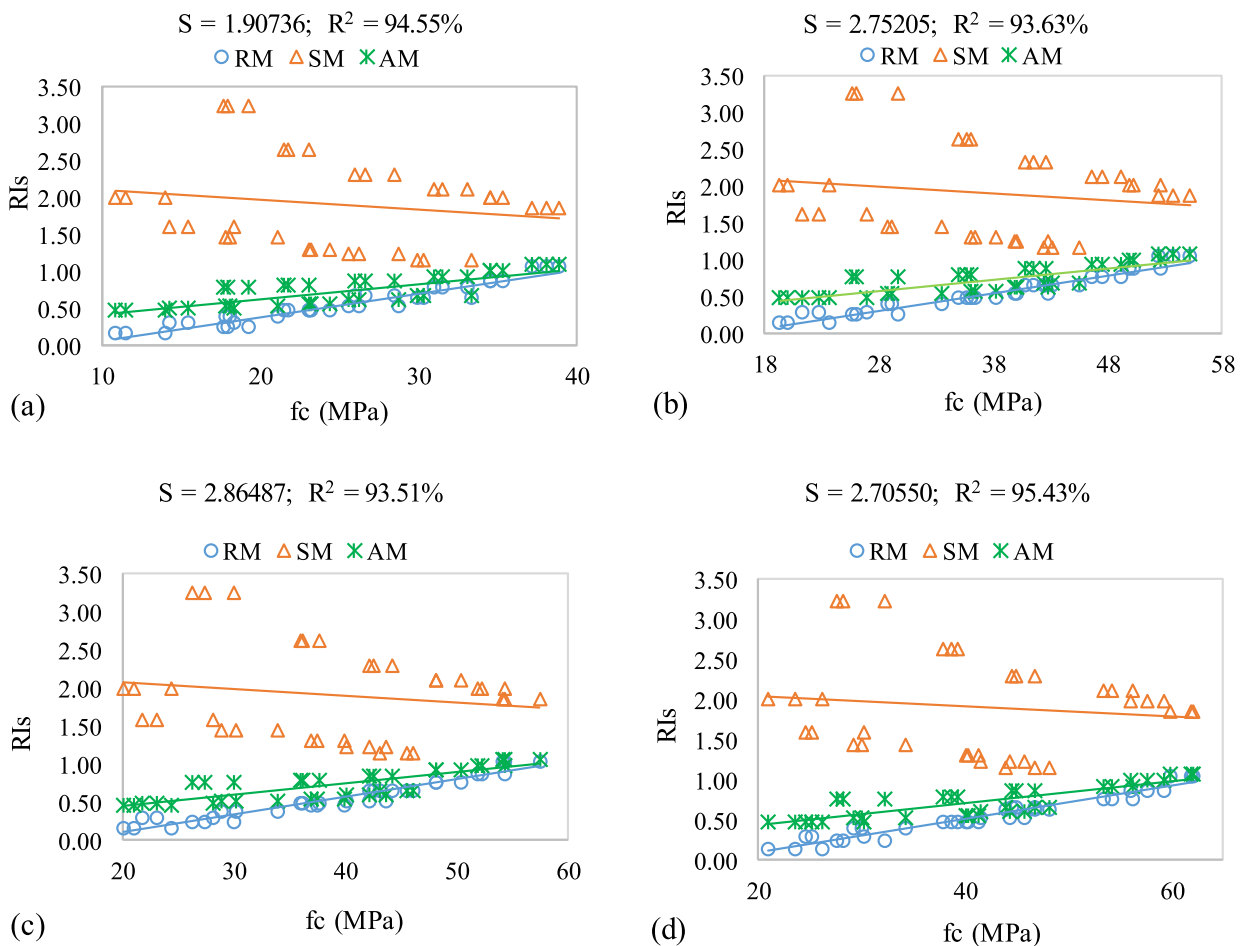 S = 1.90736; R² = 94.55%
RM SM AM
3.50
3.00
2.50
2.00
1.50
1.00
0.50
0.00
RIs
10 20 30 40
fc (MPa)
(a)
S = 2.75205; R² = 93.63%
RM SM AM
3.50
3.00
2.50
2.00
1.50
1.00
0.50
0.00
RIs
18 28 38 48 58
fc (MPa)
(b)
S = 2.86487; R² = 93.51%
RM SM AM
3.50
3.00
2.50
2.00
1.50
1.00
0.50
0.00
RIs
20 30 40 50 60
fc (MPa)
(c)
S = 2.70550; R² = 95.43%
RM SM AM
3.50
3.00
2.50
2.00
1.50
1.00
0.50
0.00
RIs
20 40 60
fc (MPa)
(d)